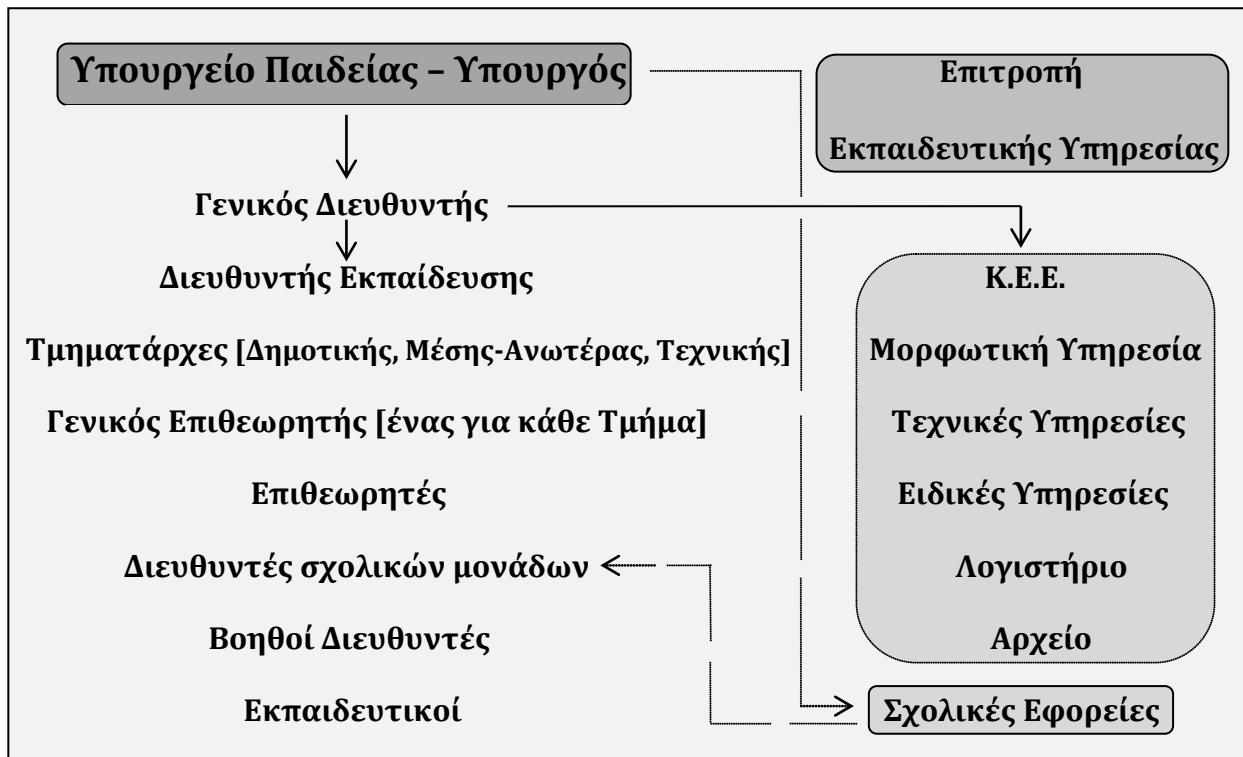 Υπουργείο Παιδείας – Υπουργός
Επιτροπή
Εκπαιδευτικής Υπηρεσίας
Γενικός Διευθυντής
Διευθυντής Εκπαίδευσης
Τμηματάρχες [Δημοτικής, Μέσης-Ανωτέρας, Τεχνικής]
Γενικός Επιθεωρητής [ένας για κάθε Τμήμα]
Επιθεωρητές
Διευθυντές σχολικών μονάδων
Βοηθοί Διευθυντές
Εκπαιδευτικοί
Κ.Ε.Ε.
Μορφωτική Υπηρεσία
Τεχνικές Υπηρεσίες
Ειδικές Υπηρεσίες
Λογιστήριο
Αρχείο
Σχολικές Εφορείες